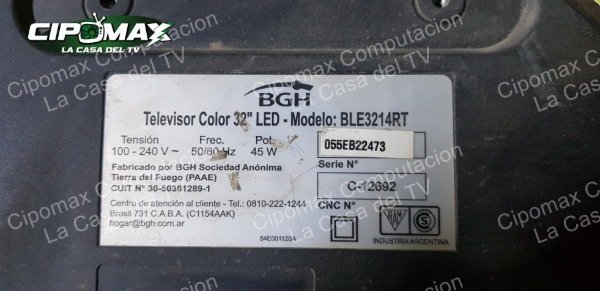 CIPOMAX
LA CASA DEL TV
Cipomax Computacion
La Casa del TV
Cipomax Computacion
La Casa del TV
Cipomax Computacion
La Casa del TV
BGH
Televisor Color 32" LED - Modelo: BLE3214RT
Tensión Frec. Pot.
100 - 240 V ~ 50/60 Hz 45 W
055EB22473
Serie N°
Fabricado por BGH Sociedad Anónima
Tierra del Fuego (PAAE)
CUIT N° 30-50361289-1
C-12692
CNC N°
Centro de atención al cliente - Tel.: 0810-222-1244
Brasil 731 C.A.B.A. (C1154AAK)
hogar@bgh.com.ar
54E001120A
IRAM
S
INDUSTRIA ARGENTINA